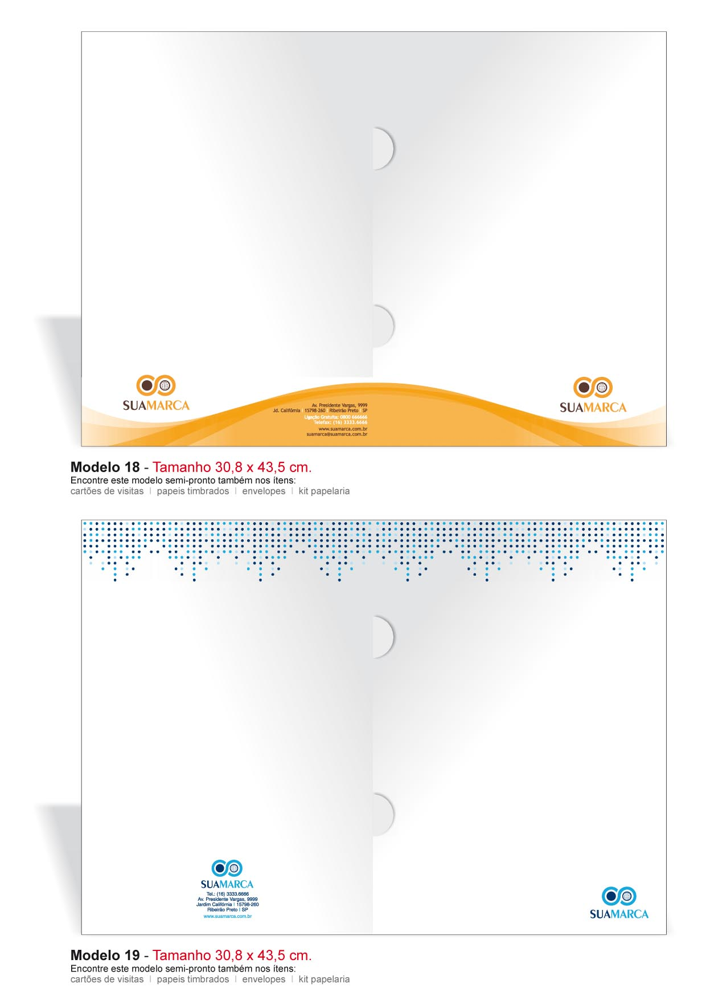 SUAMARCA
SUAMARCA
Av. Presidente Vargas, 9999
Jd. Califórnia | 15798-260 | Ribeirão Preto | SP
Ligação Gratuita: 0800 666666
Telefax: (16) 3333.6666
www.suamarca.com.br
suamarca@suamarca.com.br
Modelo 18 - Tamanho 30,8 x 43,5 cm.
Encontre este modelo semi-pronto também nos ítens:
cartões de visitas | papeis timbrados | envelopes | kit papelaria
SUAMARCA
Tel.: (16) 3333.6666
Av. Presidente Vargas, 9999
Jardim Califórnia | 15798-260
Ribeirão Preto | SP
www.suamarca.com.br
SUAMARCA
Modelo 19 - Tamanho 30,8 x 43,5 cm.
Encontre este modelo semi-pronto também nos ítens:
cartões de visitas | papeis timbrados | envelopes | kit papelaria